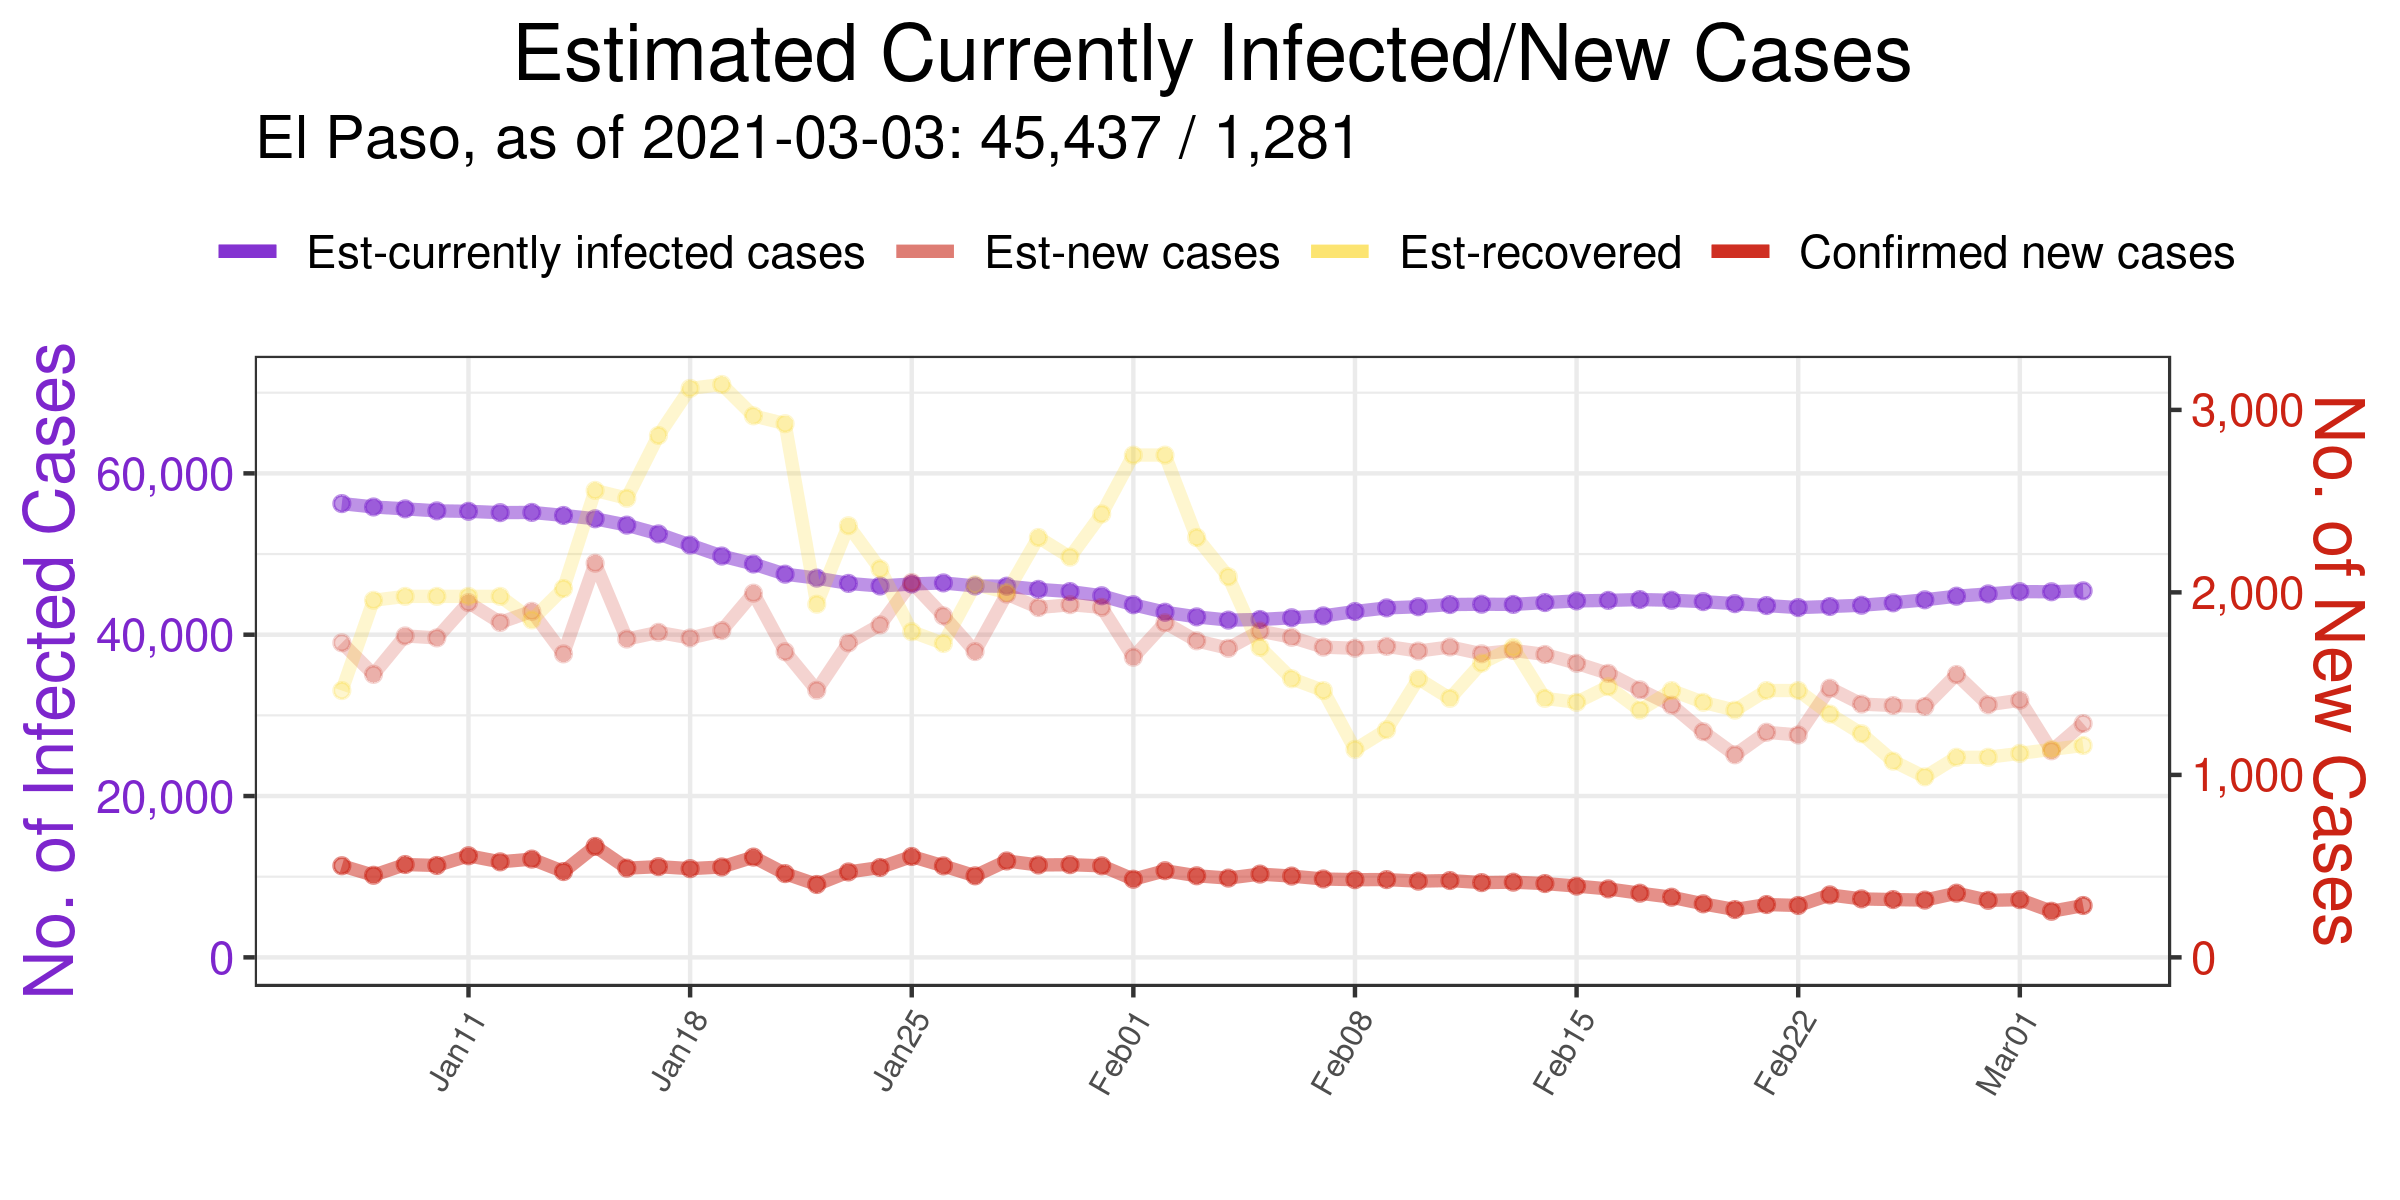 Estimated Currently Infected/New Cases
El Paso, as of 2021-03-03: 45,437 / 1,281
Est-currently infected cases Est-new cases Est-recovered Confirmed new cases
No. of Infected Cases
60,000
40,000
20,000
0
3,000
2,000
1,000
0
No. of New Cases
Jan11 Jan18 Jan25 Feb01 Feb08 Feb15 Feb22 Mar01